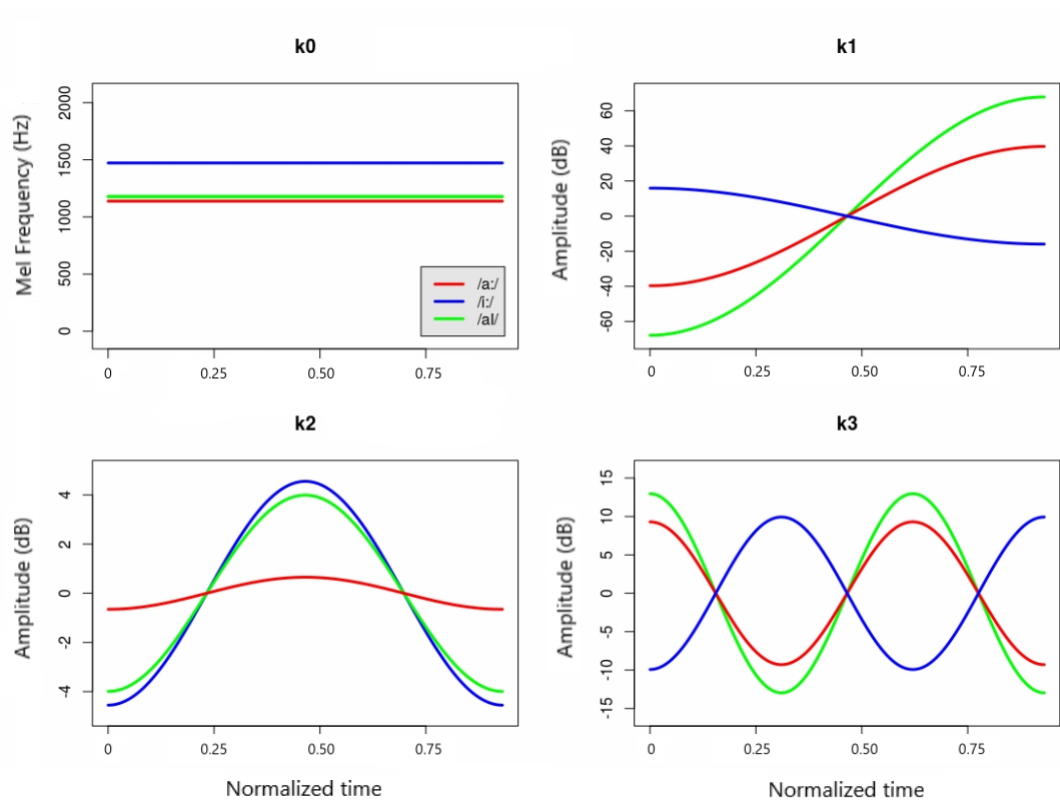 k0
Mel Frequency (Hz)
2000
1500
1000
500
0
/a:/
/i:/
/aI/
0 0.25 0.50 0.75
k1
Amplitude (dB)
60
40
20
0
-20
-40
-60
0 0.25 0.50 0.75
k2
Amplitude (dB)
4
2
0
-2
-4
0 0.25 0.50 0.75
Normalized time
k3
Amplitude (dB)
15
10
5
0
-5
-10
-15
0 0.25 0.50 0.75
Normalized time